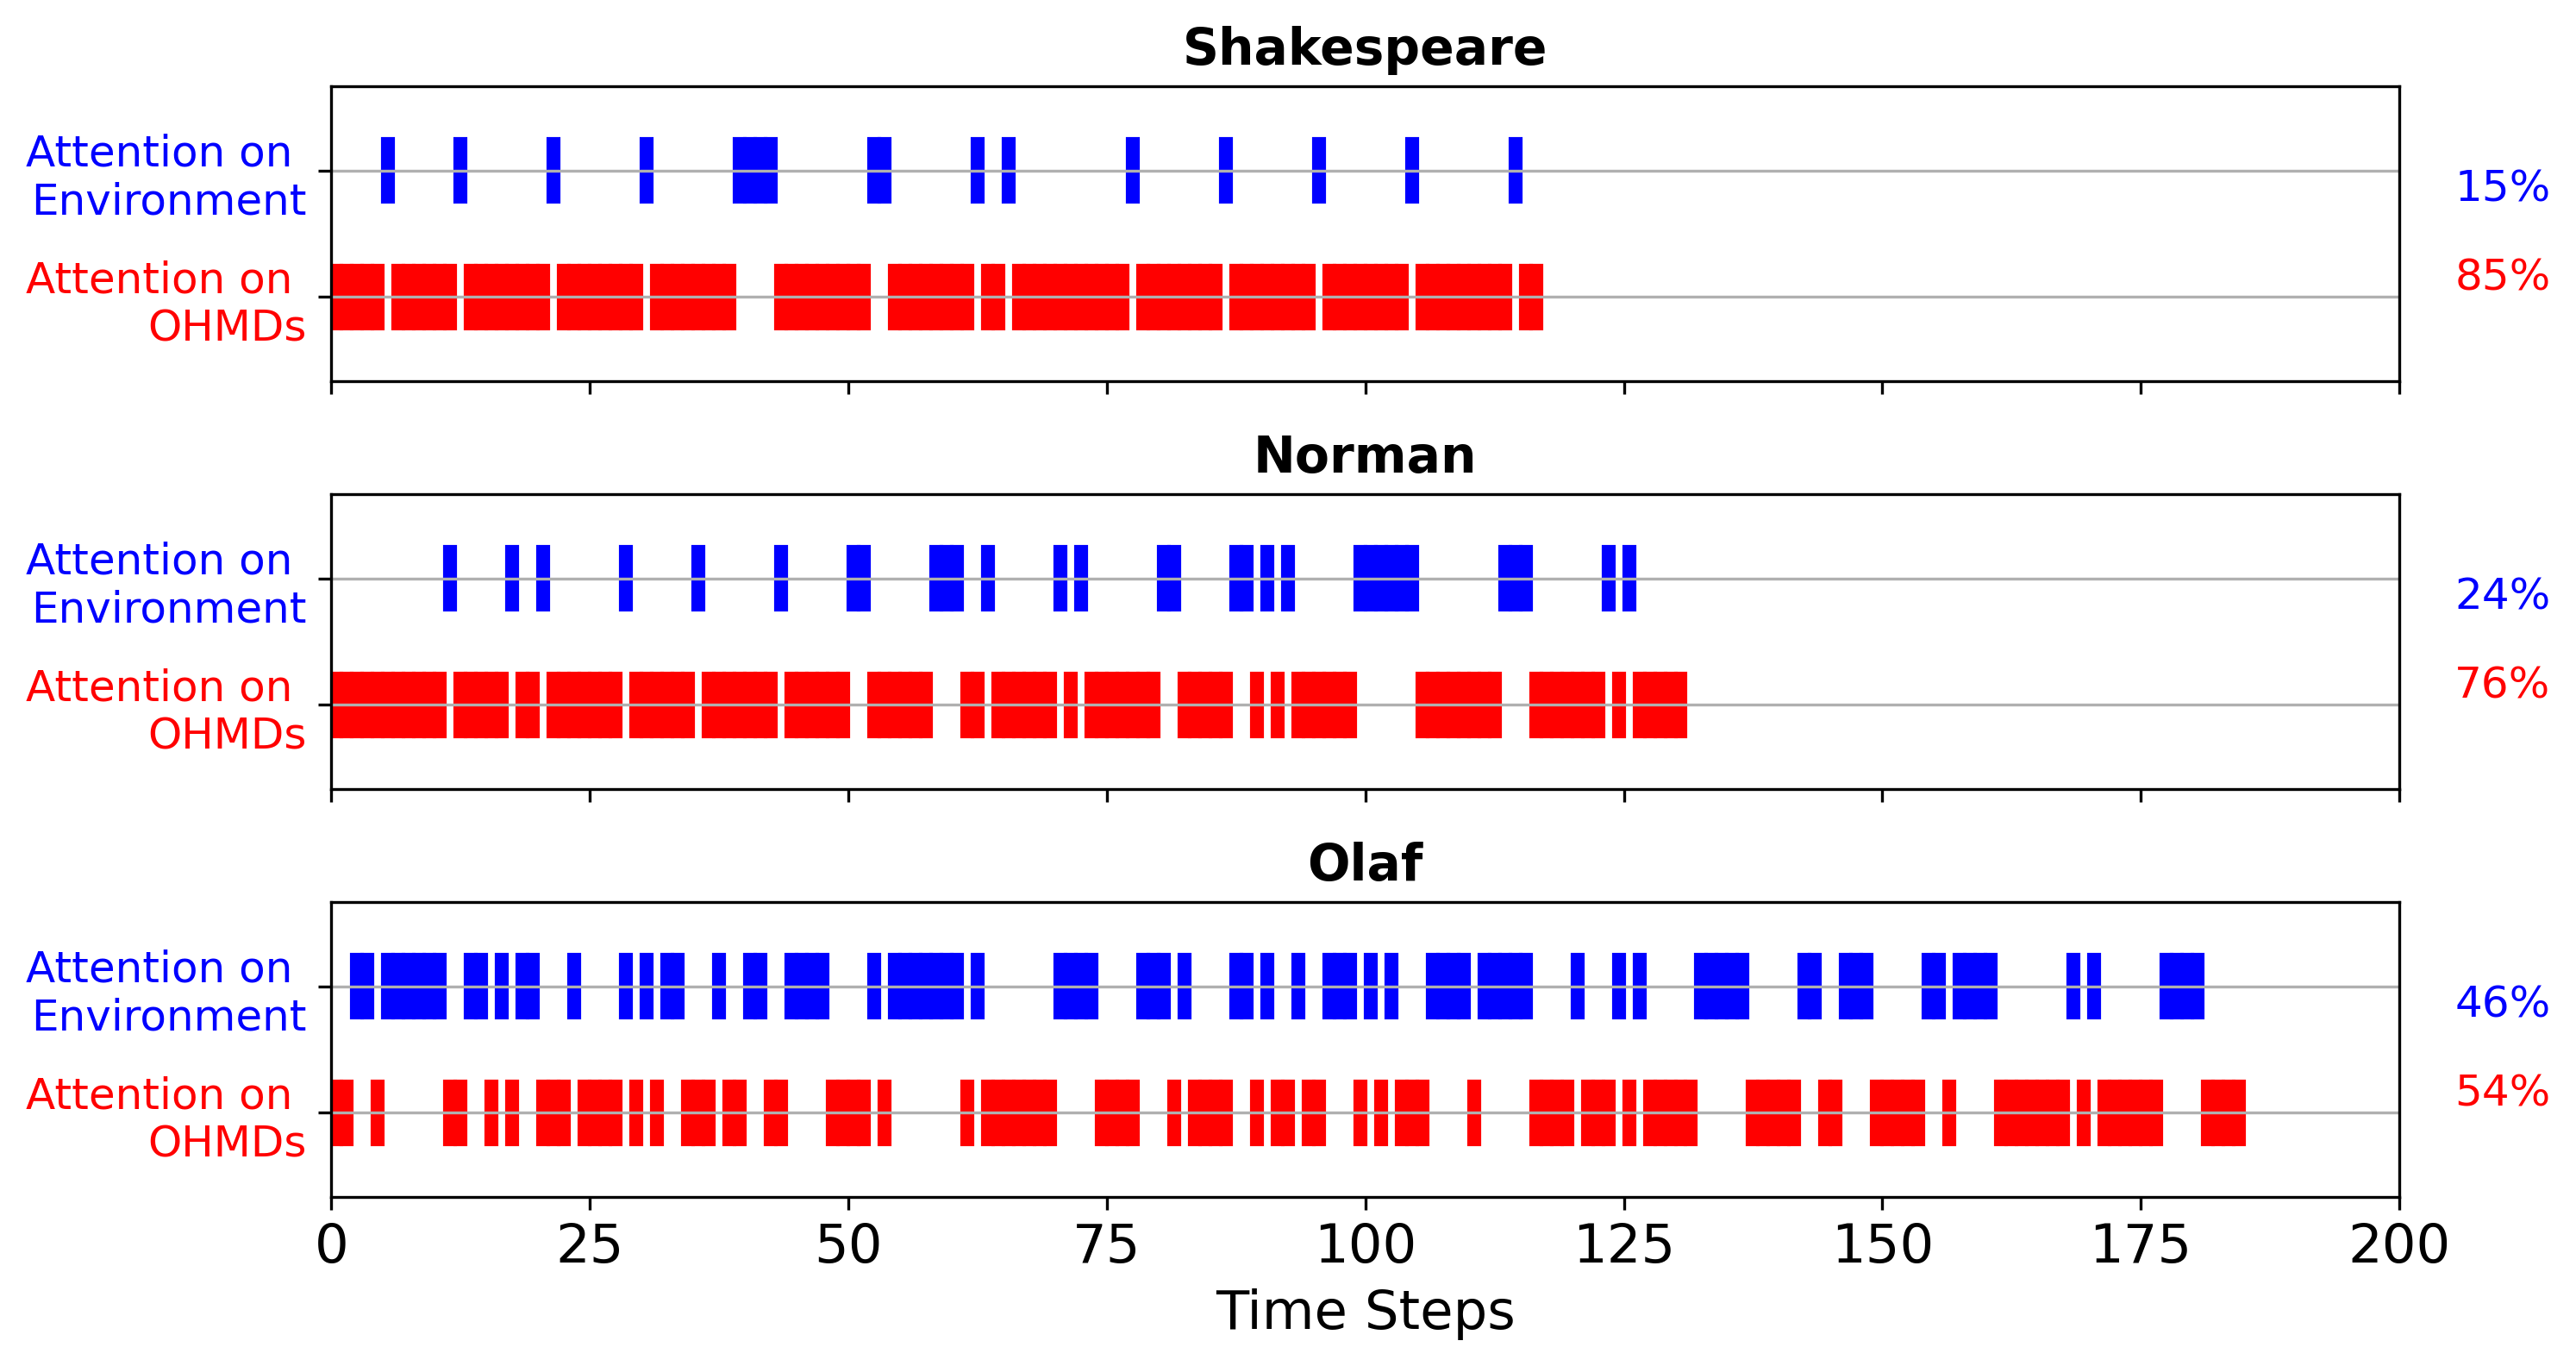 Shakespeare
Attention on
Environment
15%
Attention on
OHMDs
85%
Norman
Attention on
Environment
24%
Attention on
OHMDs
76%
Olaf
Attention on
Environment
46%
Attention on
OHMDs
54%
0 25 50 75 100 125 150 175 200
Time Steps